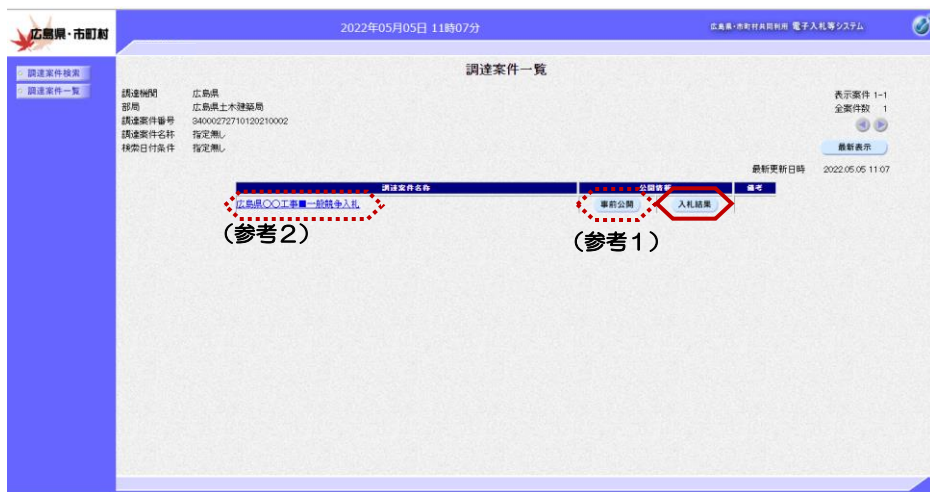 広島県・市町村
2022年05月05日 11時07分
広島県・市町村共同利用 電子入札等システム
調達案件検索
調達案件一覧
調達案件一覧
調達機関 広島県
部局 広島県土木建築局
調達案件番号 34000272710120210002
調達案件名称 指定無し
検索日付条件 指定無し
表示案件 1-1
全案件数 1
最新表示
最新更新日時 2022.05.05 11:07
調達案件名称 公開情報 備考
広島県〇〇工事■一般競争入札 事前公開 入札結果
(参考2) (参考1)